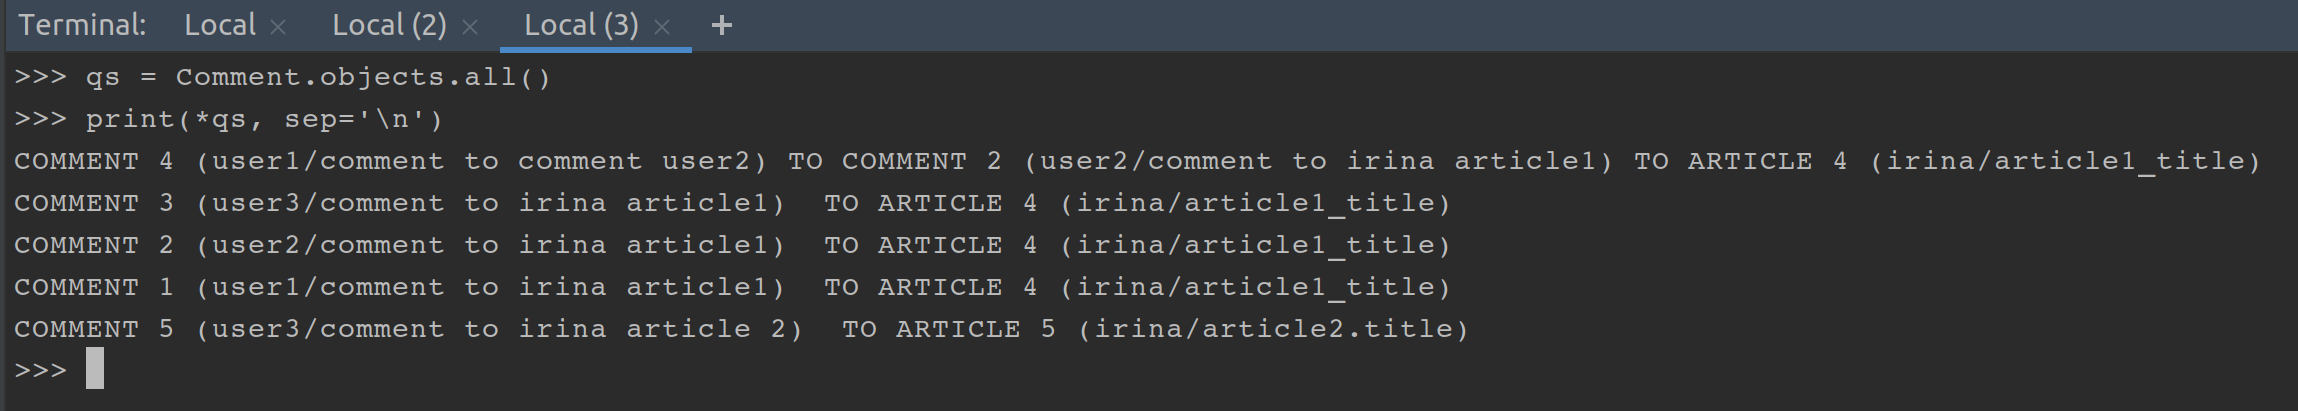 Terminal: Local × Local (2) × Local (3) × +
>>> qs = Comment.objects.all()
>>> print(*qs, sep='\n')
COMMENT 4 (user1/comment to comment user2) TO COMMENT 2 (user2/comment to irina article1) TO ARTICLE 4 (irina/article1_title)
COMMENT 3 (user3/comment to irina article1)  TO ARTICLE 4 (irina/article1_title)
COMMENT 2 (user2/comment to irina article1)  TO ARTICLE 4 (irina/article1_title)
COMMENT 1 (user1/comment to irina article1)  TO ARTICLE 4 (irina/article1_title)
COMMENT 5 (user3/comment to irina article 2)  TO ARTICLE 5 (irina/article2.title)
>>>